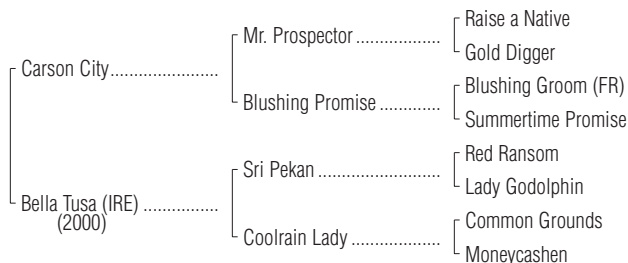 Raise a Native
Mr. Prospector ..................
Gold Digger
Carson City.......................
Blushing Groom (FR)
Blushing Promise .............
Summertime Promise
Red Ransom
Sri Pekan ..........................
Lady Godolphin
Bella Tusa (IRE) ................
(2000)
Common Grounds
Coolrain Lady ...................
Moneycashen